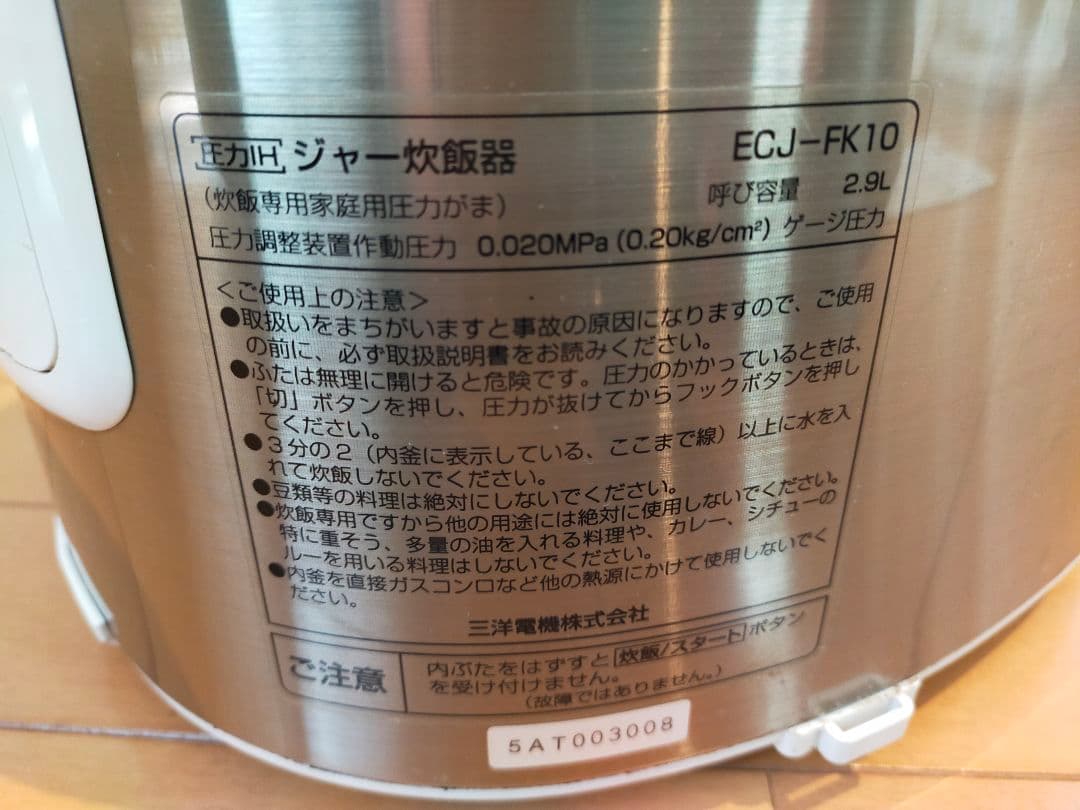 圧力IH ジャー炊飯器 ECJ-FK10
(炊飯専用家庭用圧力がま) 呼び容量 2.9L
圧力調整装置作動圧力 0.020MPa(0.20kg/cm²)ゲージ圧力
<ご使用上の注意>
●取扱いをまちがいますと事故の原因になりますので、ご使用
の前に、必ず取扱説明書をお読みください。
●ふたは無理に開けると危険です。圧力のかかっているときは、
「切」ボタンを押し、圧力が抜けてからフックボタンを押し
てください。
●3分の2(内釜に表示している、ここまで線)以上に水を入
れて炊飯しないでください。
●豆類等の料理は絶対にしないでください。
●炊飯専用ですから他の用途には絶対に使用しないでください。
特に重そう、多量の油を入れる料理や、カレー、シチューの
ルーを用いる料理はしないでください。
●内釜を直接ガスコンロなど他の熱源にかけて使用しないでく
ださい。
三洋電機株式会社
ご注意
内ぶたをはずすと 炊飯/スタート ボタン
を受け付けません。
(故障ではありません。)
5AT003008